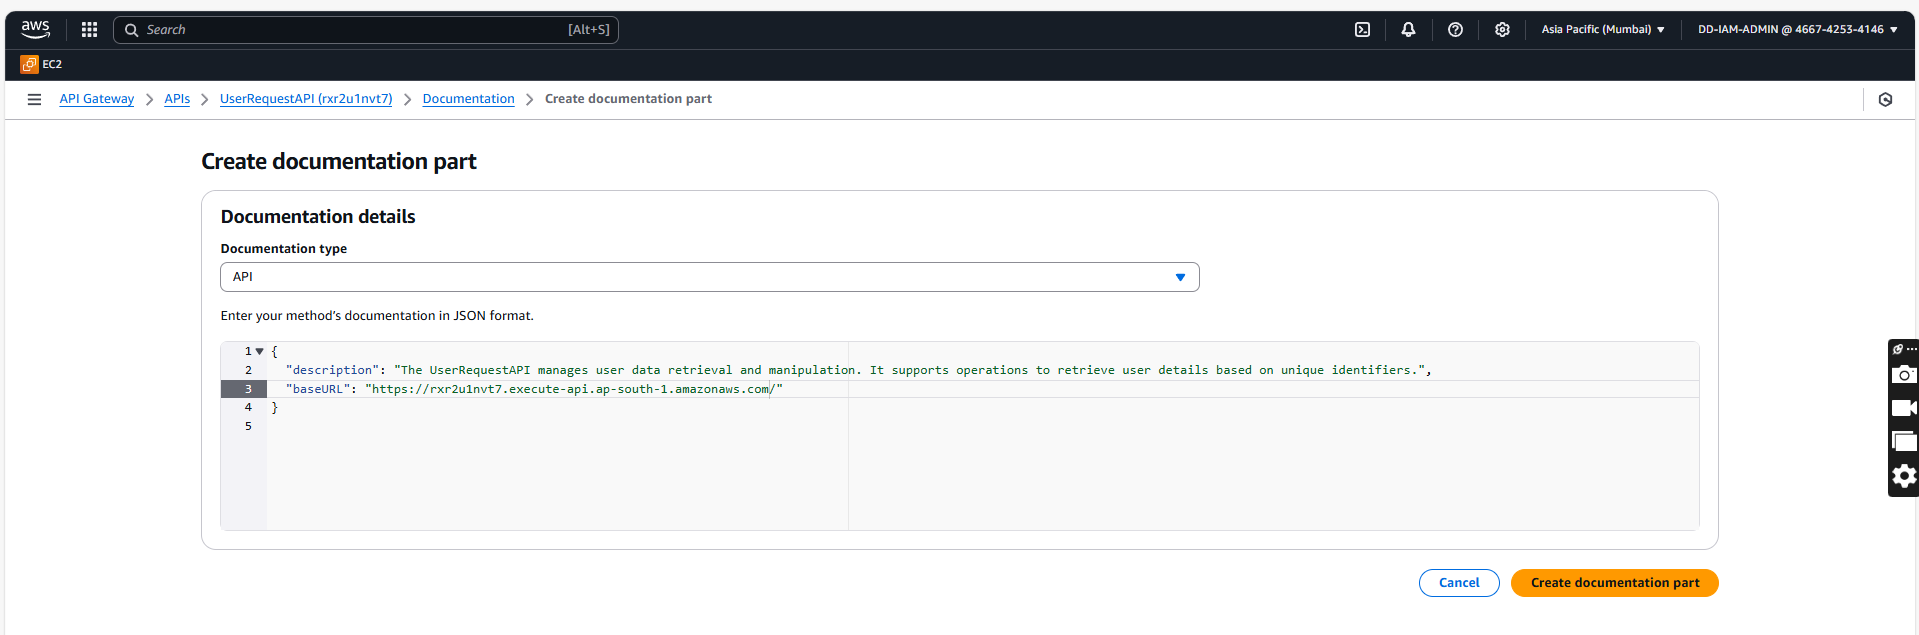 aws
Search [Alt+S]
Asia Pacific (Mumbai) ▼
DD-IAM-ADMIN @ 4667-4253-4146 ▼
EC2
API Gateway > APIs > UserRequestAPI (rxr2u1nvt7) > Documentation > Create documentation part
Create documentation part
Documentation details
Documentation type
API
Enter your method's documentation in JSON format.
1 {
2 "description": "The UserRequestAPI manages user data retrieval and manipulation. It supports operations to retrieve user details based on unique identifiers.",
3 "baseURL": "https://rxr2u1nvt7.execute-api.ap-south-1.amazonaws.com/"
4 }
5
Cancel
Create documentation part